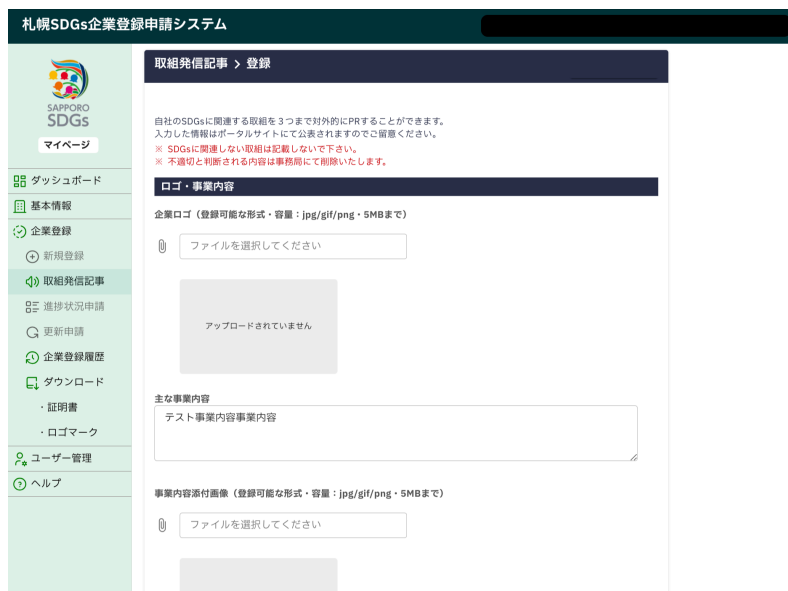 札幌SDGs企業登録申請システム
SAPPORO
SDGs
マイページ
ダッシュボード
基本情報
企業登録
新規登録
取組発信記事
進捗状況申請
更新申請
企業登録履歴
ダウンロード
・証明書
・ロゴマーク
ユーザー管理
ヘルプ
取組発信記事 > 登録
自社のSDGsに関連する取組を３つまで対外的にPRすることができます。
入力した情報はポータルサイトにて公表されますのでご留意ください。
※ SDGsに関連しない取組は記載しないで下さい。
※ 不適切と判断される内容は事務局にて削除いたします。
ロゴ・事業内容
企業ロゴ（登録可能な形式・容量：jpg/gif/png・5MBまで）
ファイルを選択してください
アップロードされていません
主な事業内容
テスト事業内容事業内容
事業内容添付画像（登録可能な形式・容量：jpg/gif/png・5MBまで）
ファイルを選択してください